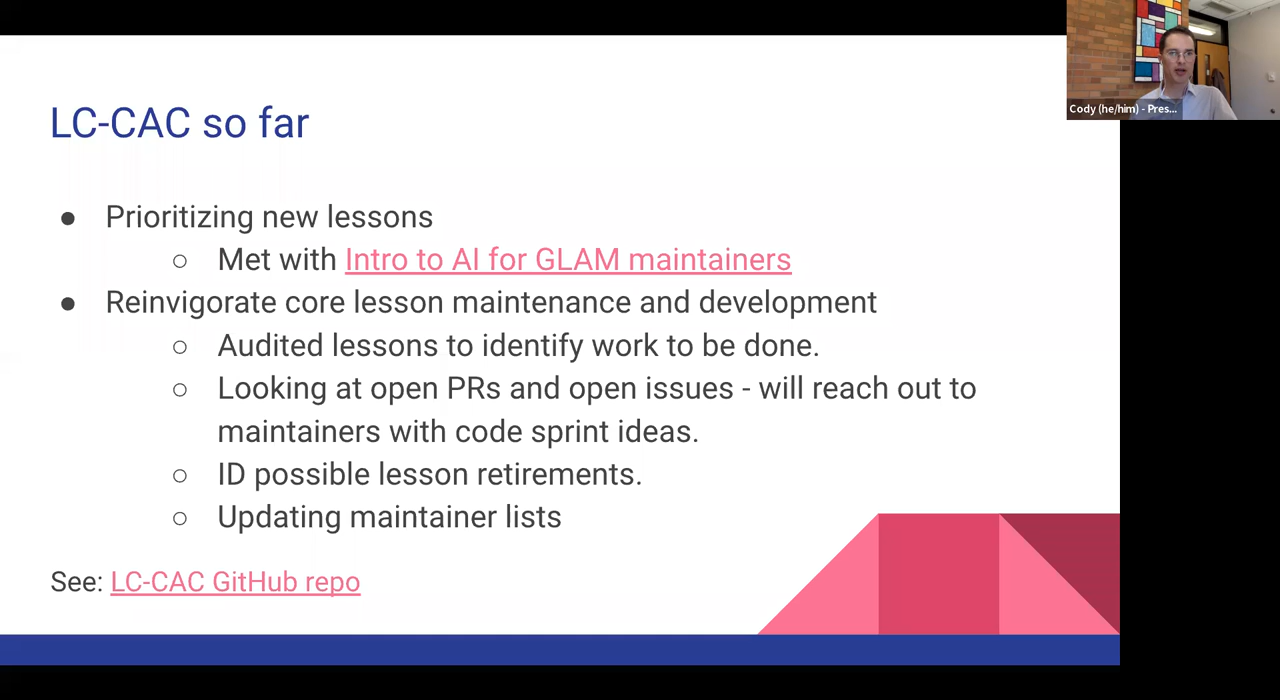 LC-CAC so far
● Prioritizing new lessons
○ Met with Intro to AI for GLAM maintainers
● Reinvigorate core lesson maintenance and development
○ Audited lessons to identify work to be done.
○ Looking at open PRs and open issues - will reach out to
maintainers with code sprint ideas.
○ ID possible lesson retirements.
○ Updating maintainer lists
See: LC-CAC GitHub repo
Cody (he/him) - Pres...